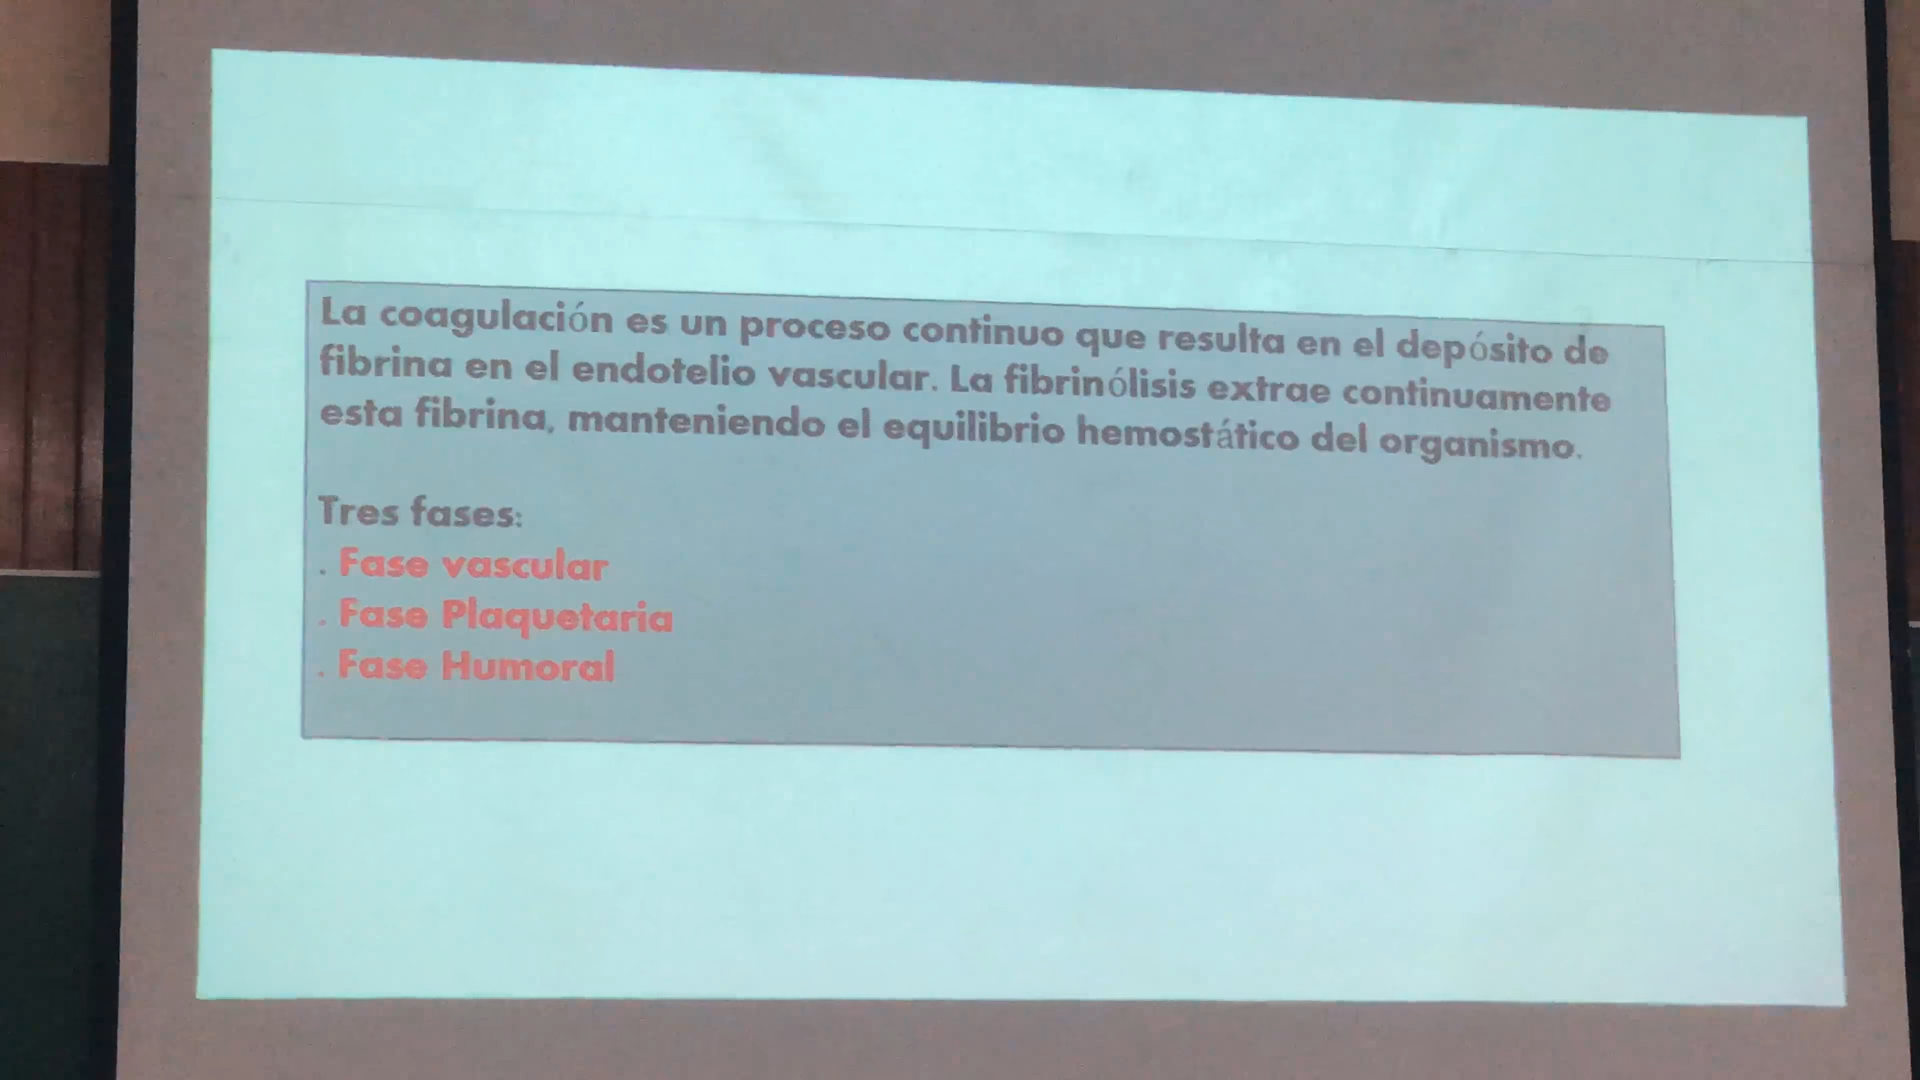 La coagulación es un proceso continuo que resulta en el depósito de
fibrina en el endotelio vascular. La fibrinólisis extrae continuamente
esta fibrina, manteniendo el equilibrio hemostático del organismo.
Tres fases:
. Fase vascular
. Fase Plaquetaria
. Fase Humoral